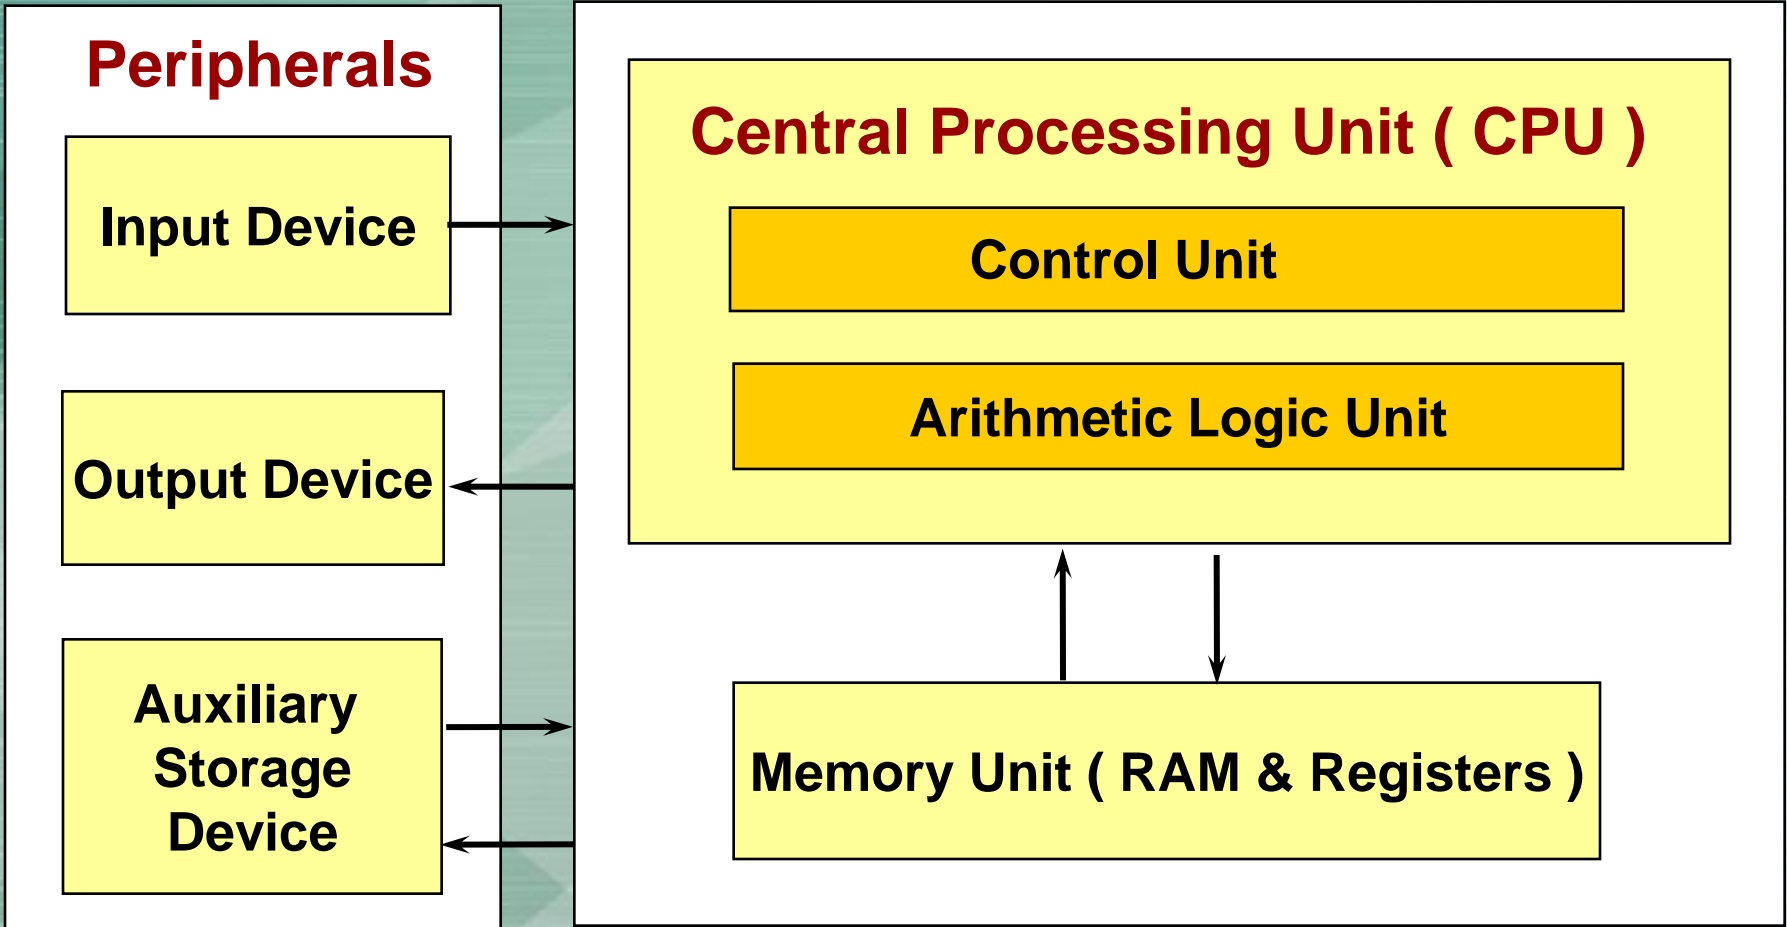 Peripherals
Input Device
Output Device
Auxiliary
Storage
Device
Central Processing Unit ( CPU )
Control Unit
Arithmetic Logic Unit
Memory Unit ( RAM & Registers )